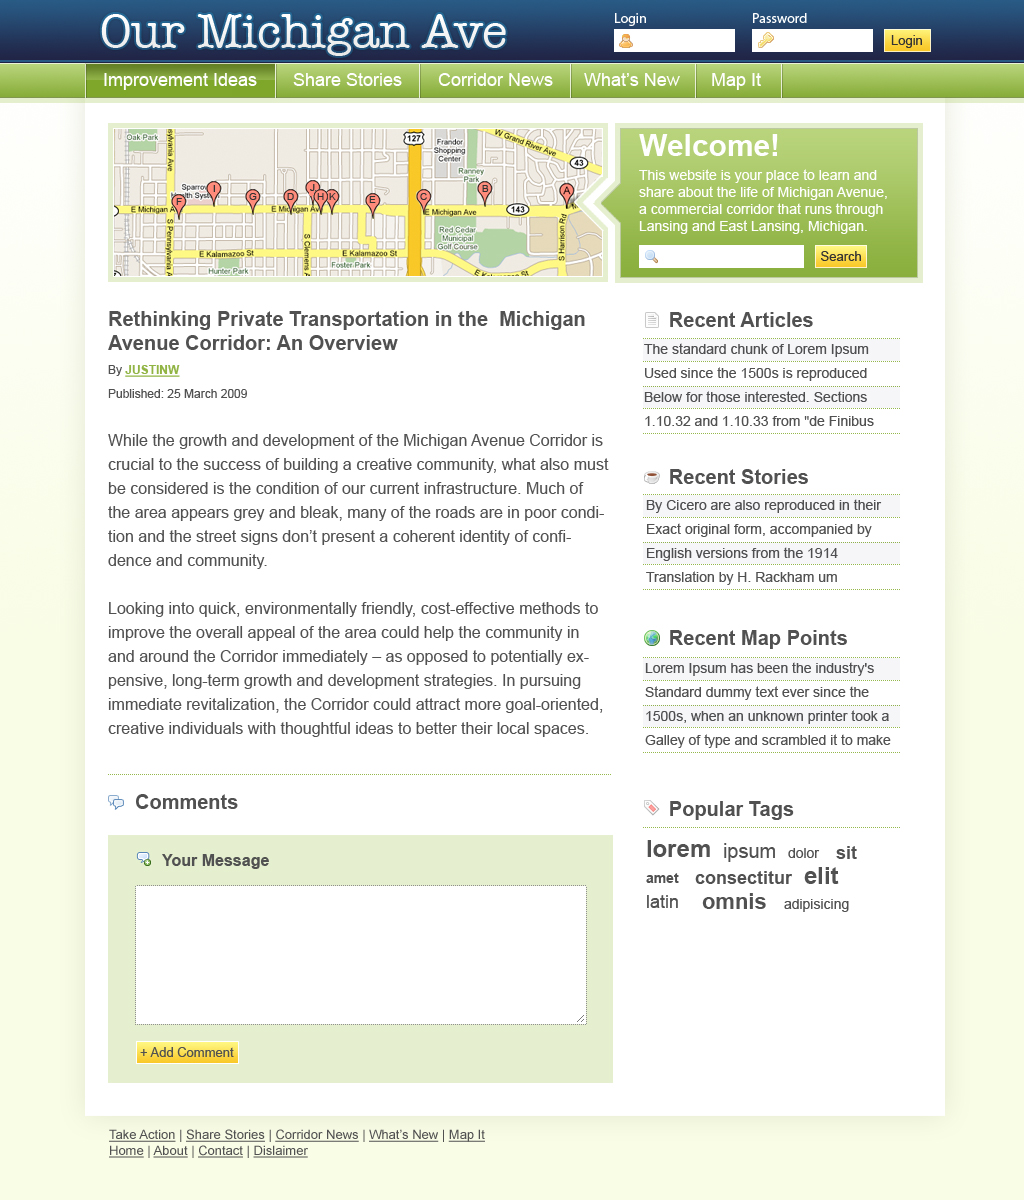 Our Michigan Ave
Login
Password
Login
Improvement Ideas
Share Stories
Corridor News
What's New
Map It
Oak Park
127
Frandor
Shopping
Center
W Grand River Ave
43
Ranney
Park
Sparrow
Health System
F
I
G
D
J
H
K
E
C
B
A
E Michigan Ave
E Michigan Ave
143
Red Cedar
Municipal
Golf Course
S Pennsylvania Ave
S Clemens
S Harrison Rd
E Kalamazoo St
E Kalamazoo St
E Kalamazoo St
Hunter Park
Foster Park
Welcome!
This website is your place to learn and
share about the life of Michigan Avenue,
a commercial corridor that runs through
Lansing and East Lansing, Michigan.
Search
Rethinking Private Transportation in the  Michigan
Avenue Corridor: An Overview
By JUSTINW
Published: 25 March 2009
While the growth and development of the Michigan Avenue Corridor is
crucial to the success of building a creative community, what also must
be considered is the condition of our current infrastructure. Much of
the area appears grey and bleak, many of the roads are in poor condi-
tion and the street signs don't present a coherent identity of confi-
dence and community.
Looking into quick, environmentally friendly, cost-effective methods to
improve the overall appeal of the area could help the community in
and around the Corridor immediately – as opposed to potentially ex-
pensive, long-term growth and development strategies. In pursuing
immediate revitalization, the Corridor could attract more goal-oriented,
creative individuals with thoughtful ideas to better their local spaces.
Comments
Your Message
+ Add Comment
Recent Articles
The standard chunk of Lorem Ipsum
Used since the 1500s is reproduced
Below for those interested. Sections
1.10.32 and 1.10.33 from "de Finibus
Recent Stories
By Cicero are also reproduced in their
Exact original form, accompanied by
English versions from the 1914
Translation by H. Rackham um
Recent Map Points
Lorem Ipsum has been the industry's
Standard dummy text ever since the
1500s, when an unknown printer took a
Galley of type and scrambled it to make
Popular Tags
lorem ipsum dolor sit
amet consectitur elit
latin omnis adipisicing
Take Action | Share Stories | Corridor News | What's New | Map It
Home | About | Contact | Dislaimer